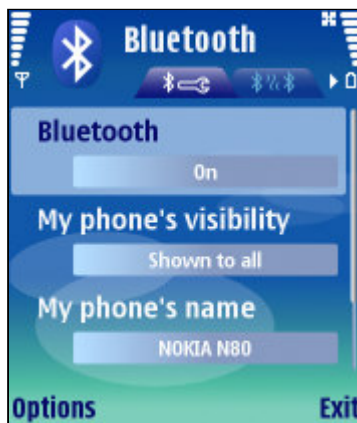 Bluetooth
Bluetooth
On
My phone's visibility
Shown to all
My phone's name
NOKIA N80
Options Exit